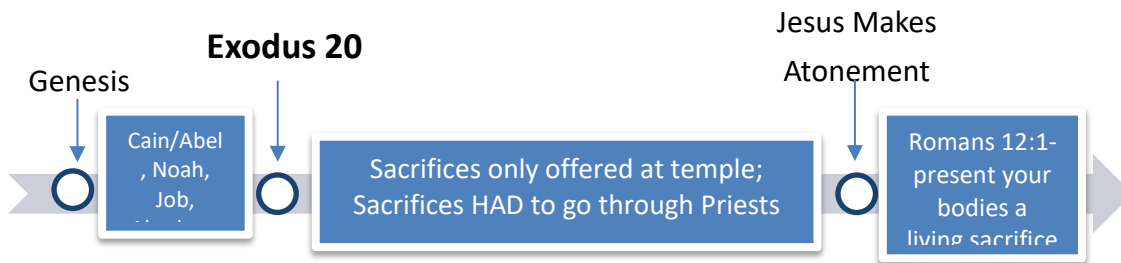 Genesis
Exodus 20
Jesus Makes
Atonement
Cain/Abel
, Noah,
Job,
Sacrifices only offered at temple;
Sacrifices HAD to go through Priests
Romans 12:1-
present your
bodies a
living sacrifice